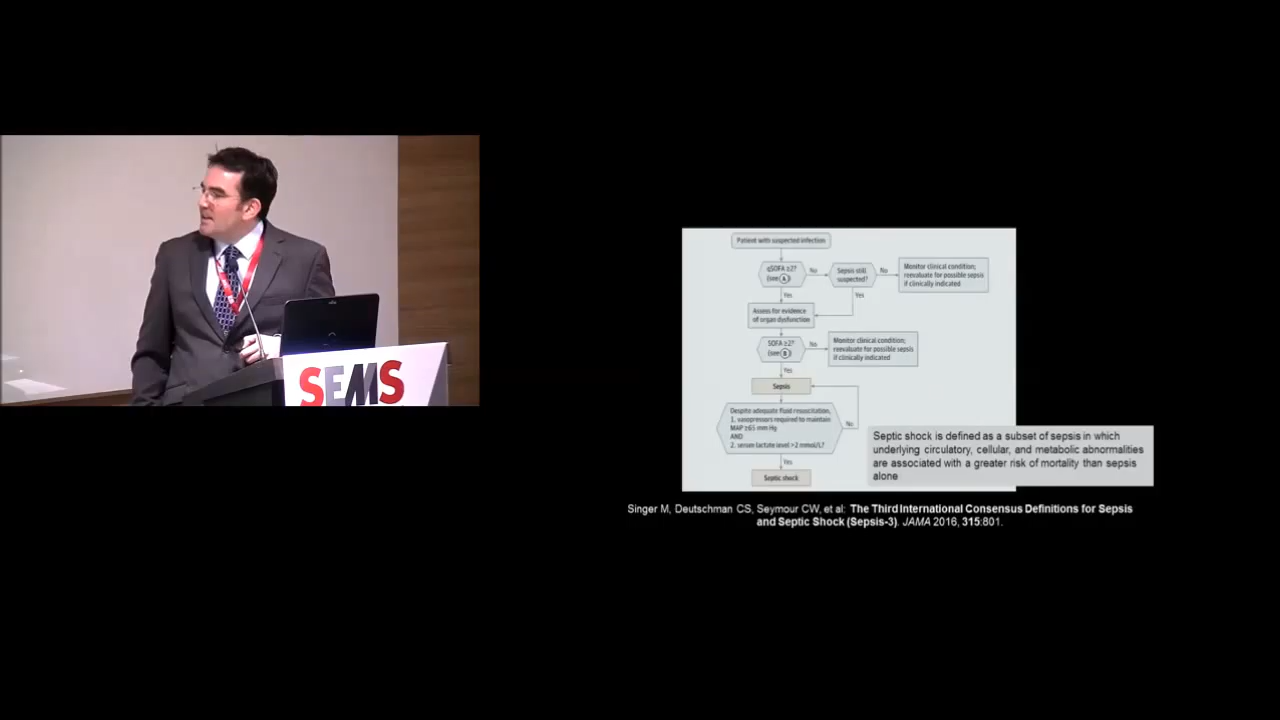 SEMS
Patient with suspected infection
qSOFA ≥2?
(see A)
No
Sepsis still
suspected?
No
Monitor clinical condition;
reevaluate for possible sepsis
if clinically indicated
Yes
Yes
Assess for evidence
of organ dysfunction
SOFA ≥2?
(see B)
No
Monitor clinical condition;
reevaluate for possible sepsis
if clinically indicated
Yes
Sepsis
Despite adequate fluid resuscitation,
1. vasopressors required to maintain
MAP ≥65 mm Hg
AND
2. serum lactate level >2 mmol/L?
No
Yes
Septic shock
Septic shock is defined as a subset of sepsis in which
underlying circulatory, cellular, and metabolic abnormalities
are associated with a greater risk of mortality than sepsis
alone
Singer M, Deutschman CS, Seymour CW, et al: The Third International Consensus Definitions for Sepsis
and Septic Shock (Sepsis-3). JAMA 2016, 315:801.